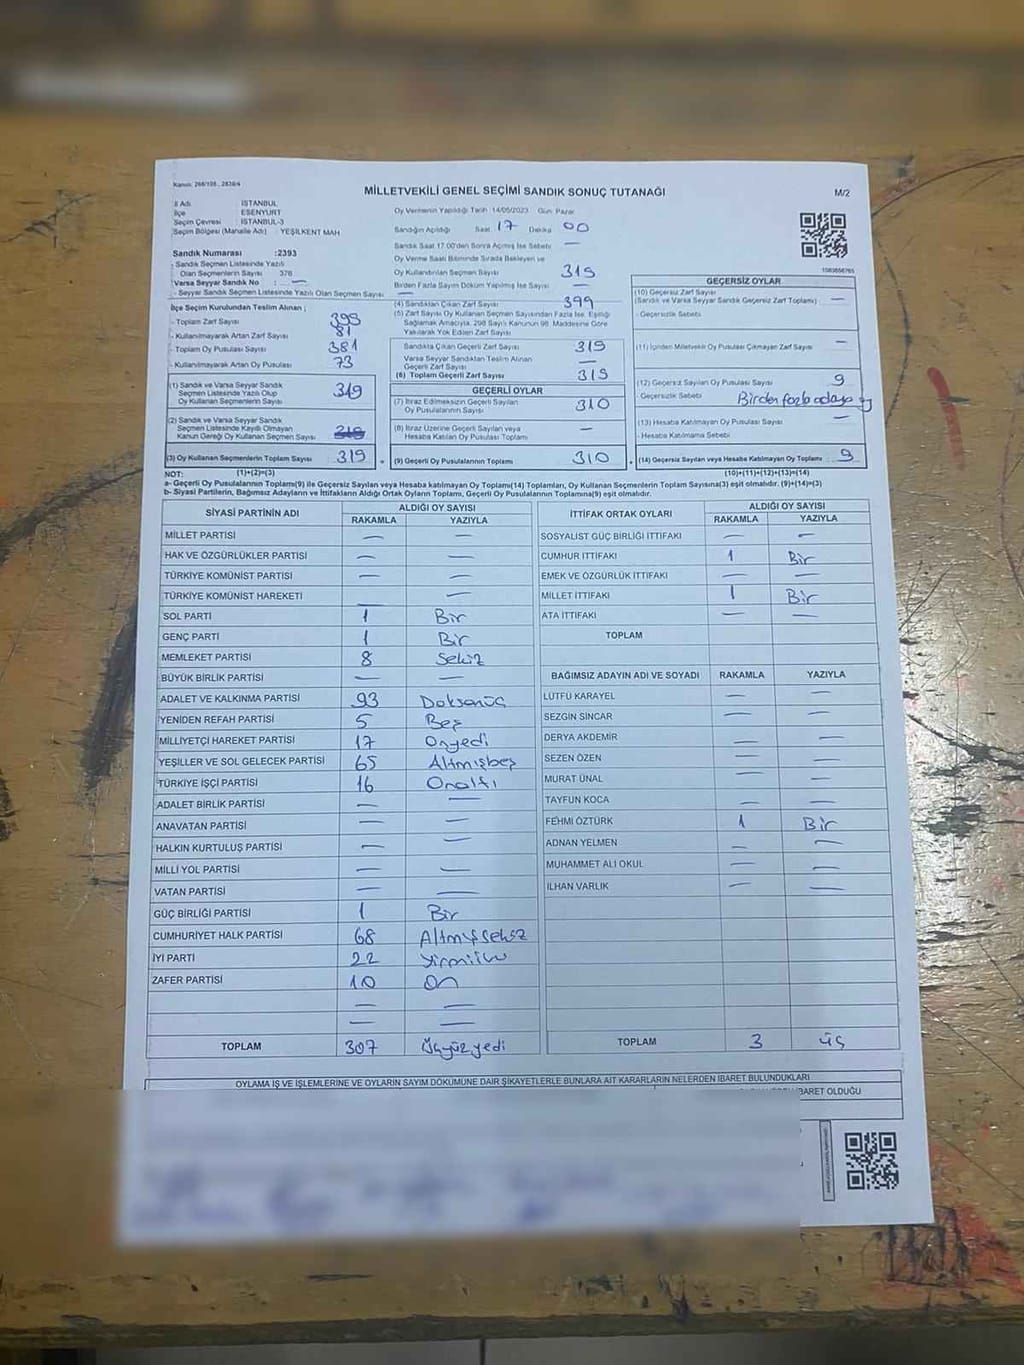 Kanun: 298/105 , 2839/4
MİLLETVEKİLİ GENEL SEÇİMİ SANDIK SONUÇ TUTANAĞI
M/2
İl Adı : İSTANBUL
İlçe : ESENYURT
Seçim Çevresi : İSTANBUL-3
Seçim Bölgesi (Mahalle Adı) : YEŞİLKENT MAH
Sandık Numarası :2393
- Sandık Seçmen Listesinde Yazılı
Olan Seçmenlerin Sayısı : 378
Varsa Seyyar Sandık No : —
- Seyyar Sandık Seçmen Listesinde Yazılı Olan Seçmen Sayısı —
İlçe Seçim Kurulundan Teslim Alınan ;
- Toplam Zarf Sayısı
- Kullanılmayarak Artan Zarf Sayısı 81
- Toplam Oy Pusulası Sayısı 381
- Kullanılmayarak Artan Oy Pusulası 73
(1) Sandık ve Varsa Seyyar Sandık
Seçmen Listesinde Yazılı Olup
Oy Kullanan Seçmenlerin Sayısı 319
(2) Sandık ve Varsa Seyyar Sandık
Seçmen Listesinde Kaydı Olmayan
Kanun Gereği Oy Kullanan Seçmen Sayısı
(3) Oy Kullanan Seçmenlerin Toplam Sayısı 319
Oy Vermenin Yapıldığı Tarih 14/05/2023 Gün: Pazar
Sandığın Açıldığı Saat 17 Dakika 00
Sandık Saat 17.00'den Sonra Açılmış İse Sebebi —
Oy Verme Saati Bitiminde Sırada Bekleyen ve
Oy Kullandırılan Seçmen Sayısı 319
Birden Fazla Sayım Döküm Yapılmış İse Sayısı —
(4) Sandıktan Çıkan Zarf Sayısı 399
(5) Zarf Sayısı Oy Kullanan Seçmen Sayısından Fazla İse, Eşitliği
Sağlamak Amacıyla, 298 Sayılı Kanunun 98. Maddesine Göre
Yakılarak Yok Edilen Zarf Sayısı
Sandıkta Çıkan Geçerli Zarf Sayısı 319
Varsa Seyyar Sandıktan Teslim Alınan
Geçerli Zarf Sayısı —
(6) Toplam Geçerli Zarf Sayısı 319
GEÇERLİ OYLAR
(7) İtiraz Edilmeksizin Geçerli Sayılan
Oy Pusulalarının Sayısı 310
(8) İtiraz Üzerine Geçerli Sayılan veya
Hesaba Katılan Oy Pusulası Toplamı —
(9) Geçerli Oy Pusulalarının Toplamı 310
GEÇERSİZ OYLAR
(10) Geçersiz Zarf Sayısı
(Sandık ve Varsa Seyyar Sandık Geçersiz Zarf Toplamı) —
- Geçersizlik Sebebi
(11) İçinden Milletvekili Oy Pusulası Çıkmayan Zarf Sayısı —
(12) Geçersiz Sayılan Oy Pusulası Sayısı 9
- Geçersizlik Sebebi Birden fazla adaya oy
(13) Hesaba Katılmayan Oy Pusulası Sayısı —
- Hesaba Katılmama Sebebi
(14) Geçersiz Sayılan veya Hesaba Katılmayan Oy Toplamı 9
NOT: (1)+(2)=(3) (10)+(11)+(12)+(13)=(14)
a- Geçerli Oy Pusulalarının Toplamı(9) ile Geçersiz Sayılan veya Hesaba katılmayan Oy Toplamı(14) Toplamları, Oy Kullanan Seçmenlerin Toplam Sayısına(3) eşit olmalıdır. (9)+(14)=(3)
b- Siyasi Partilerin, Bağımsız Adayların ve İttifakların Aldığı Ortak Oyların Toplamı, Geçerli Oy Pusulalarının Toplamına(9) eşit olmalıdır.
SİYASİ PARTİNİN ADI ALDIĞI OY SAYISI
RAKAMLA YAZIYLA
MİLLET PARTİSİ — —
HAK VE ÖZGÜRLÜKLER PARTİSİ — —
TÜRKİYE KOMÜNİST PARTİSİ — —
TÜRKİYE KOMÜNİST HAREKETİ —
SOL PARTİ 1 Bir
GENÇ PARTİ 1 Bir
MEMLEKET PARTİSİ 8 Sekiz
BÜYÜK BİRLİK PARTİSİ — —
ADALET VE KALKINMA PARTİSİ 93 Doksanüç
YENİDEN REFAH PARTİSİ 5 Beş
MİLLİYETÇİ HAREKET PARTİSİ 17 Onyedi
YEŞİLLER VE SOL GELECEK PARTİSİ 65 Altmışbeş
TÜRKİYE İŞÇİ PARTİSİ 16 Onaltı
ADALET BİRLİK PARTİSİ — —
ANAVATAN PARTİSİ — —
HALKIN KURTULUŞ PARTİSİ — —
MİLLİ YOL PARTİSİ — —
VATAN PARTİSİ — —
GÜÇ BİRLİĞİ PARTİSİ 1 Bir
CUMHURİYET HALK PARTİSİ 68 Altmışsekiz
İYİ PARTİ 22 Yirmiiki
ZAFER PARTİSİ 10 On
— —
— —
TOPLAM 307 Üçyüzyedi
İTTİFAK ORTAK OYLARI ALDIĞI OY SAYISI
RAKAMLA YAZIYLA
SOSYALİST GÜÇ BİRLİĞİ İTTİFAKI — —
CUMHUR İTTİFAKI 1 Bir
EMEK VE ÖZGÜRLÜK İTTİFAKI — —
MİLLET İTTİFAKI 1 Bir
ATA İTTİFAKI — —
TOPLAM
BAĞIMSIZ ADAYIN ADI VE SOYADI RAKAMLA YAZIYLA
LÜTFÜ KARAYEL — —
SEZGİN SİNCAR — —
DERYA AKDEMİR — —
SEZEN ÖZEN — —
MURAT ÜNAL — —
TAYFUN KOCA — —
FEHMİ ÖZTÜRK 1 Bir
ADNAN YELMEN — —
MUHAMMET ALİ OKUL — —
İLHAN VARLIK — —
TOPLAM 3 üç
OYLAMA İŞ VE İŞLEMLERİNE VE OYLARIN SAYIM DÖKÜMÜNE DAİR ŞİKAYETLERLE BUNLARA AİT KARARLARIN NELERDEN İBARET BULUNDUKLARI
İBARET OLDUĞU